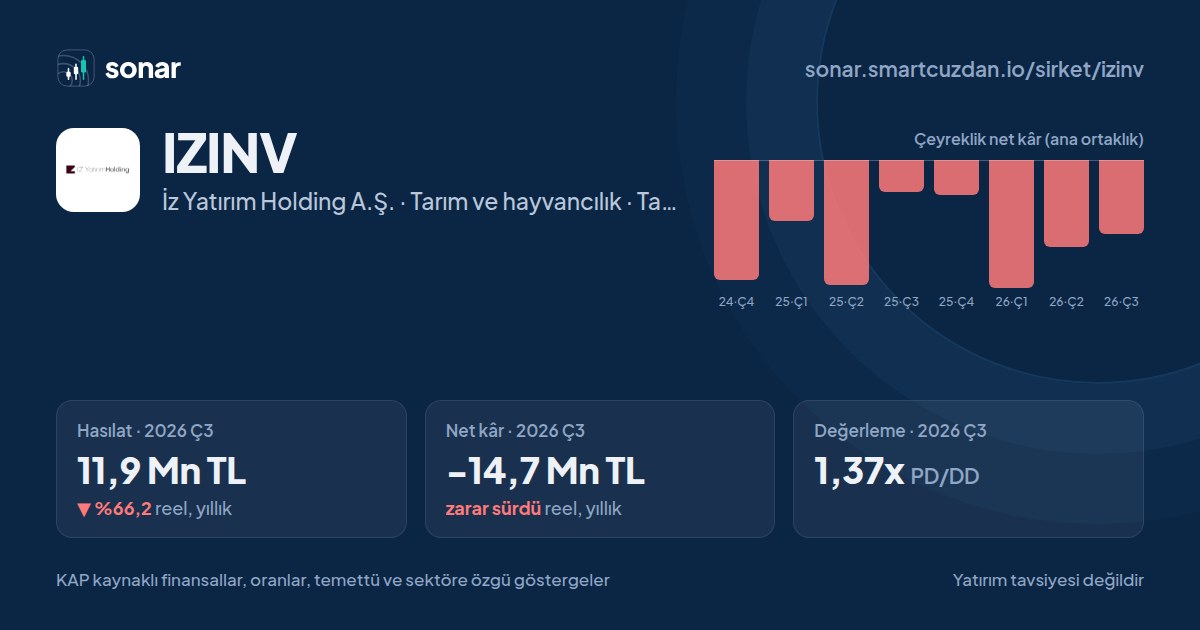 sonar
sonar.smartcuzdan.io/sirket/izinv
İZ Yatırım Holding
IZINV
İz Yatırım Holding A.Ş. · Tarım ve hayvancılık · Ta...
Çeyreklik net kâr (ana ortaklık)
24·Ç4 25·Ç1 25·Ç2 25·Ç3 25·Ç4 26·Ç1 26·Ç2 26·Ç3
Hasılat · 2026 Ç3
11,9 Mn TL
▼ %66,2 reel, yıllık
Net kâr · 2026 Ç3
−14,7 Mn TL
zarar sürdü reel, yıllık
Değerleme · 2026 Ç3
1,37x PD/DD
KAP kaynaklı finansallar, oranlar, temettü ve sektöre özgü göstergeler
Yatırım tavsiyesi değildir